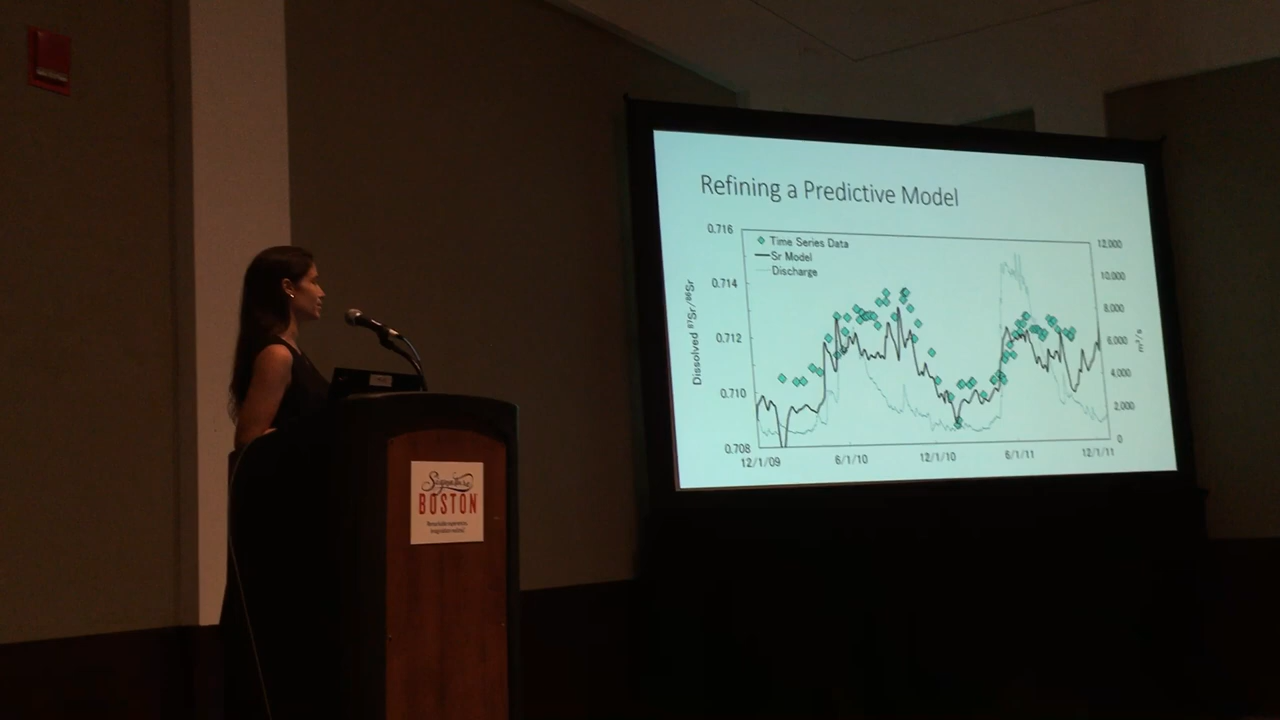 Refining a Predictive Model
0.716
0.714
0.712
0.710
0.708
Dissolved ⁸⁷Sr/⁸⁶Sr
Time Series Data
Sr Model
Discharge
12,000
10,000
8,000
6,000
4,000
2,000
0
m³/s
12/1/09
6/1/10
12/1/10
6/1/11
12/1/11
Signature
BOSTON